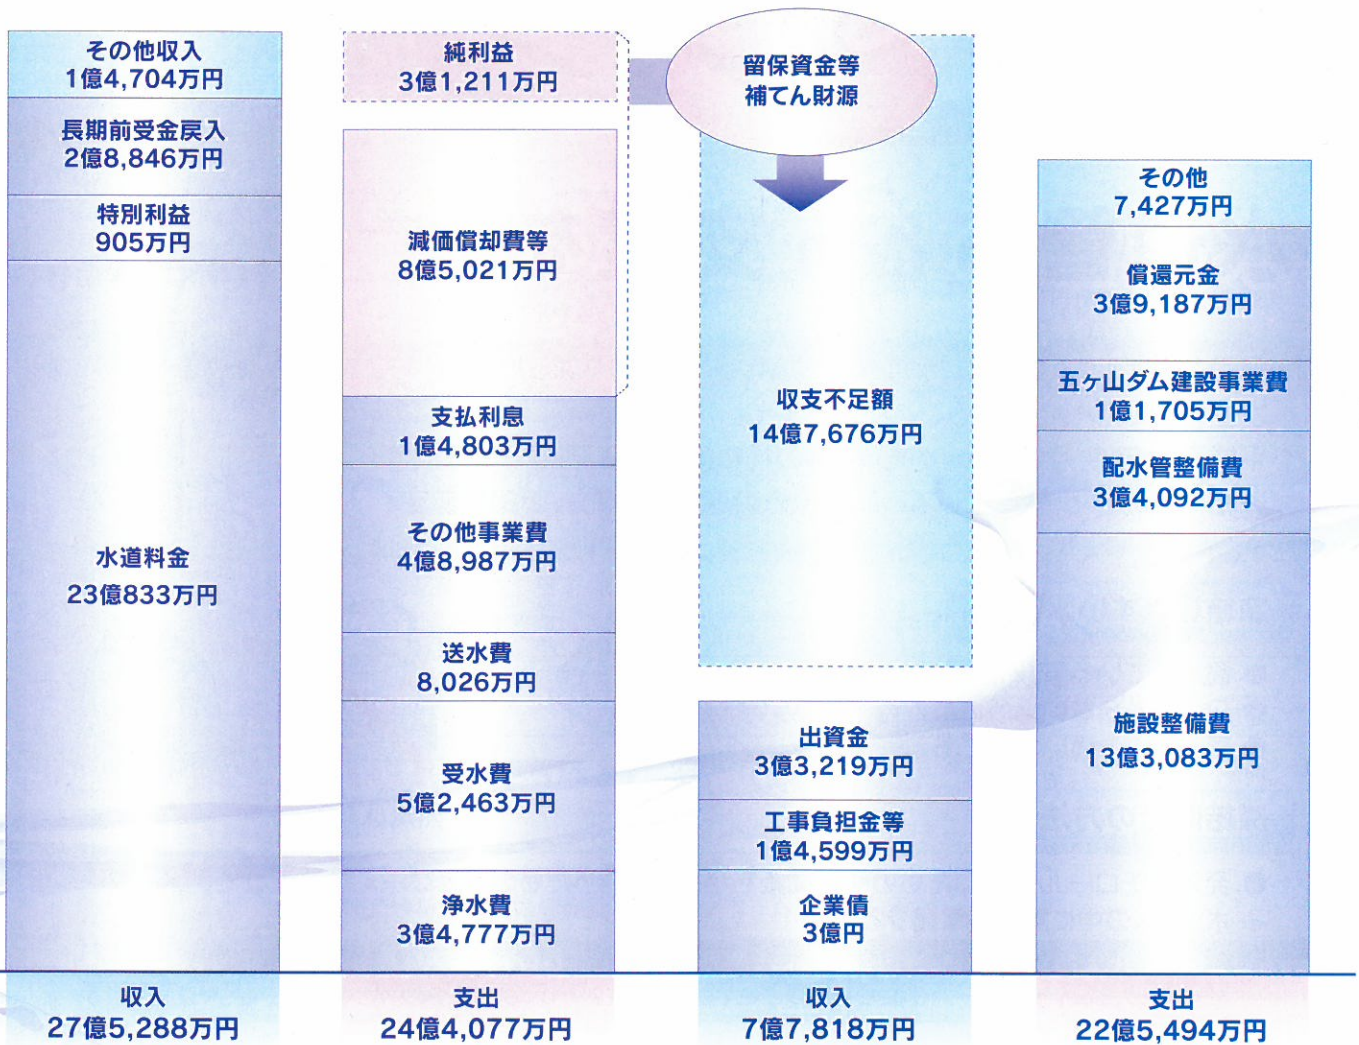 その他収入
1億4,704万円
長期前受金戻入
2億8,846万円
特別利益
905万円
水道料金
23億833万円
収入
27億5,288万円
純利益
3億1,211万円
減価償却費等
8億5,021万円
支払利息
1億4,803万円
その他事業費
4億8,987万円
送水費
8,026万円
受水費
5億2,463万円
浄水費
3億4,777万円
支出
24億4,077万円
留保資金等
補てん財源
収支不足額
14億7,676万円
出資金
3億3,219万円
工事負担金等
1億4,599万円
企業債
3億円
収入
7億7,818万円
その他
7,427万円
償還元金
3億9,187万円
五ヶ山ダム建設事業費
1億1,705万円
配水管整備費
3億4,092万円
施設整備費
13億3,083万円
支出
22億5,494万円